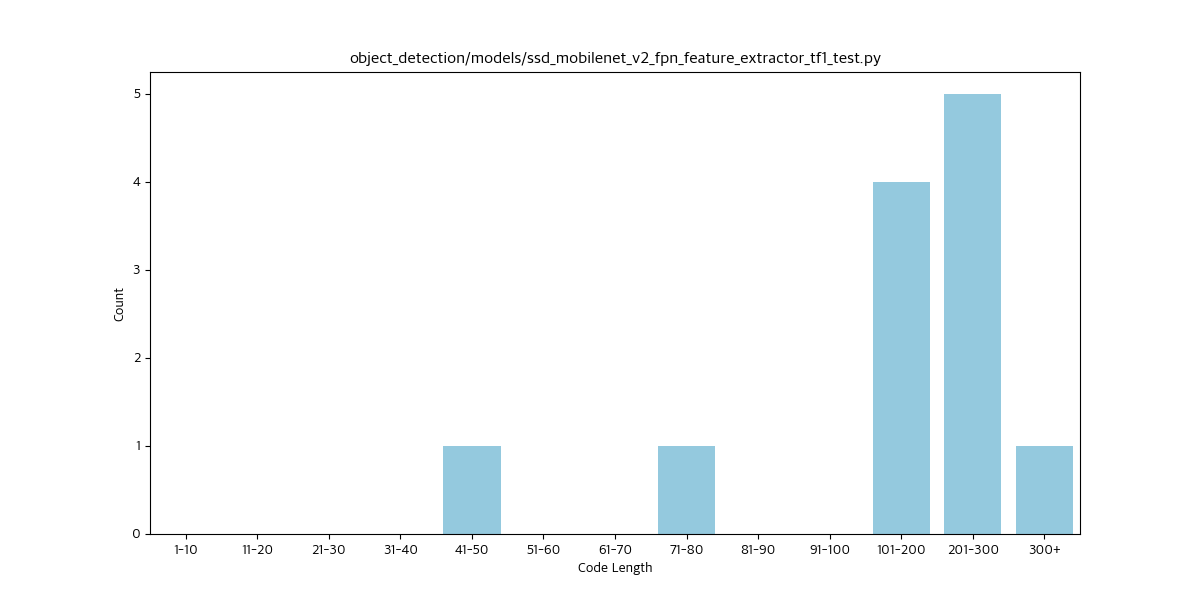 object_detection/models/ssd_mobilenet_v2_fpn_feature_extractor_tf1_test.py
5
4
3
2
1
0
Count
1-10 11-20 21-30 31-40 41-50 51-60 61-70 71-80 81-90 91-100 101-200 201-300 300+
Code Length